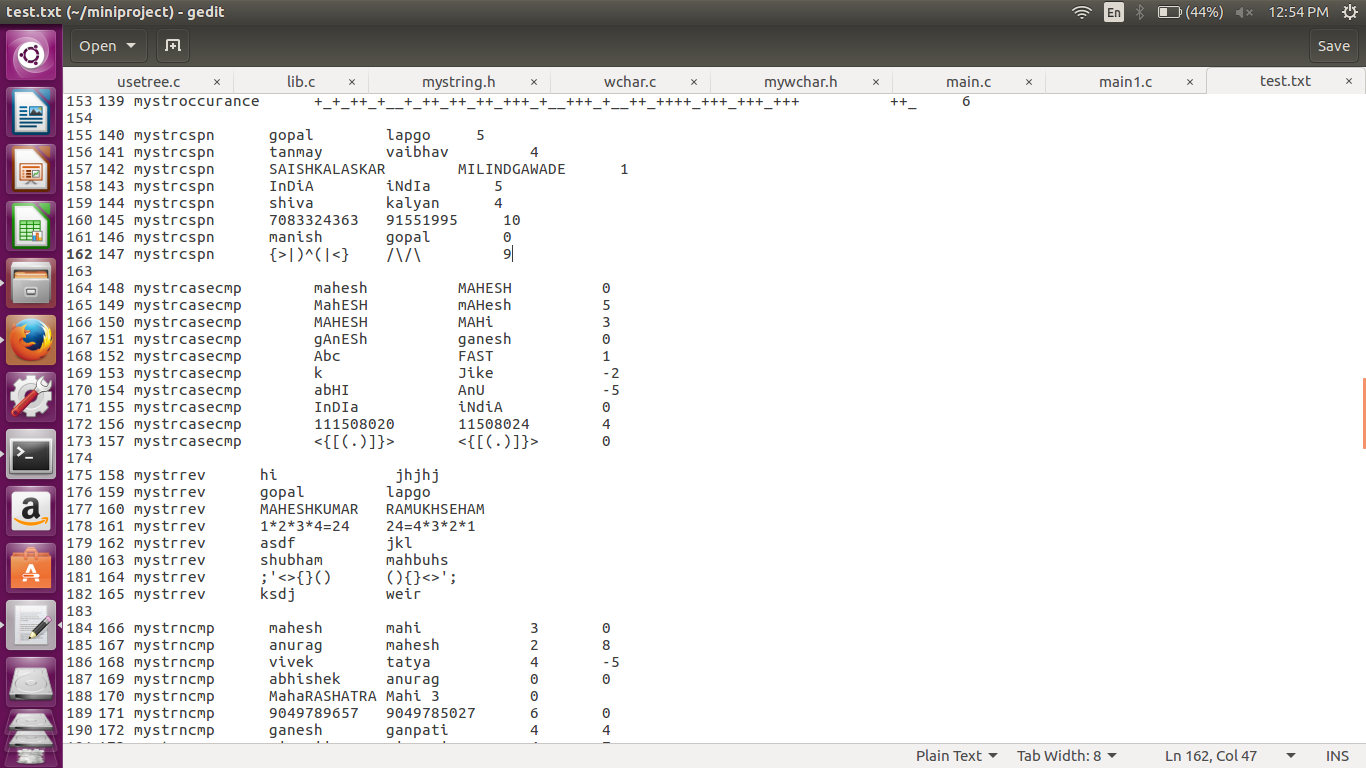 test.txt (~/miniproject) - gedit En (44%) 12:54 PM
Open Save
usetree.c × lib.c × mystring.h × wchar.c × mywchar.h × main.c × main1.c × test.txt ×
153 139 mystroccurance +_+_++_+__+_++_++_++_+++_+__+++_+__++_++++_+++_+++_+++ ++_ 6
154
155 140 mystrcspn gopal lapgo 5
156 141 mystrcspn tanmay vaibhav 4
157 142 mystrcspn SAISHKALASKAR MILINDGAWADE 1
158 143 mystrcspn InDiA iNdIa 5
159 144 mystrcspn shiva kalyan 4
160 145 mystrcspn 7083324363 91551995 10
161 146 mystrcspn manish gopal 0
162 147 mystrcspn {>|)^(|<} /\/\ 9
163
164 148 mystrcasecmp mahesh MAHESH 0
165 149 mystrcasecmp MahESH mAHesh 5
166 150 mystrcasecmp MAHESH MAHi 3
167 151 mystrcasecmp gAnESh ganesh 0
168 152 mystrcasecmp Abc FAST 1
169 153 mystrcasecmp k Jike -2
170 154 mystrcasecmp abHI AnU -5
171 155 mystrcasecmp InDIa iNdiA 0
172 156 mystrcasecmp 111508020 11508024 4
173 157 mystrcasecmp <{[(.)]}> <{[(.)]}> 0
174
175 158 mystrrev hi jhjhj
176 159 mystrrev gopal lapgo
177 160 mystrrev MAHESHKUMAR RAMUKHSEHAM
178 161 mystrrev 1*2*3*4=24 24=4*3*2*1
179 162 mystrrev asdf jkl
180 163 mystrrev shubham mahbuhs
181 164 mystrrev ;'<>{}() (){}<>';
182 165 mystrrev ksdj weir
183
184 166 mystrncmp mahesh mahi 3 0
185 167 mystrncmp anurag mahesh 2 8
186 168 mystrncmp vivek tatya 4 -5
187 169 mystrncmp abhishek anurag 0 0
188 170 mystrncmp MahaRASHATRA Mahi 3 0
189 171 mystrncmp 9049789657 9049785027 6 0
190 172 mystrncmp ganesh ganpati 4 4
Plain Text Tab Width: 8 Ln 162, Col 47 INS